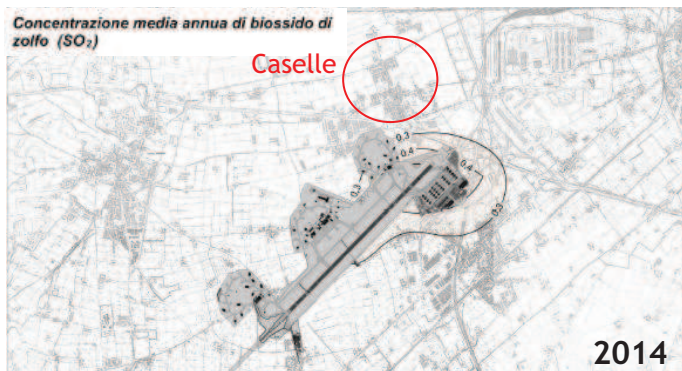 Concentrazione media annua di biossido di
zolfo (SO₂)
Caselle
0.3
0.4
0.4
0.3
0.3
2014